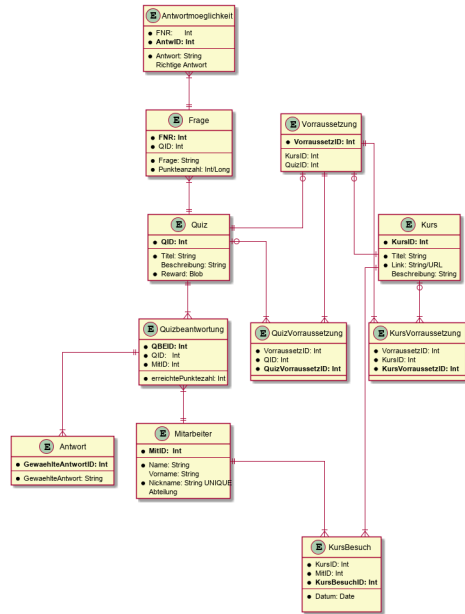 E Antwortmoeglichkeit
FNR: Int
AntwID: Int
Antwort: String
Richtige Antwort
E Frage
FNR: Int
QID: Int
Frage: String
Punkteanzahl: Int/Long
E Vorraussetzung
VorraussetzID: Int
KursID: Int
QuizID: Int
E Quiz
QID: Int
Titel: String
Beschreibung: String
Reward: Blob
E Kurs
KursID: Int
Titel: String
Link: String/URL
Beschreibung: String
E Quizbeantwortung
QBEID: Int
QID: Int
MitID: Int
erreichtePunktezahl: Int
E QuizVorraussetzung
VorraussetzID: Int
QID: Int
QuizVorraussetzID: Int
E KursVorraussetzung
VorraussetzID: Int
KursID: Int
KursVorraussetzID: Int
E Antwort
GewaehlteAntwortID: Int
GewaehlteAntwort: String
E Mitarbeiter
MitID: Int
Name: String
Vorname: String
Nickname: String UNIQUE
Abteilung
E KursBesuch
KursID: Int
MitID: Int
KursBesuchID: Int
Datum: Date